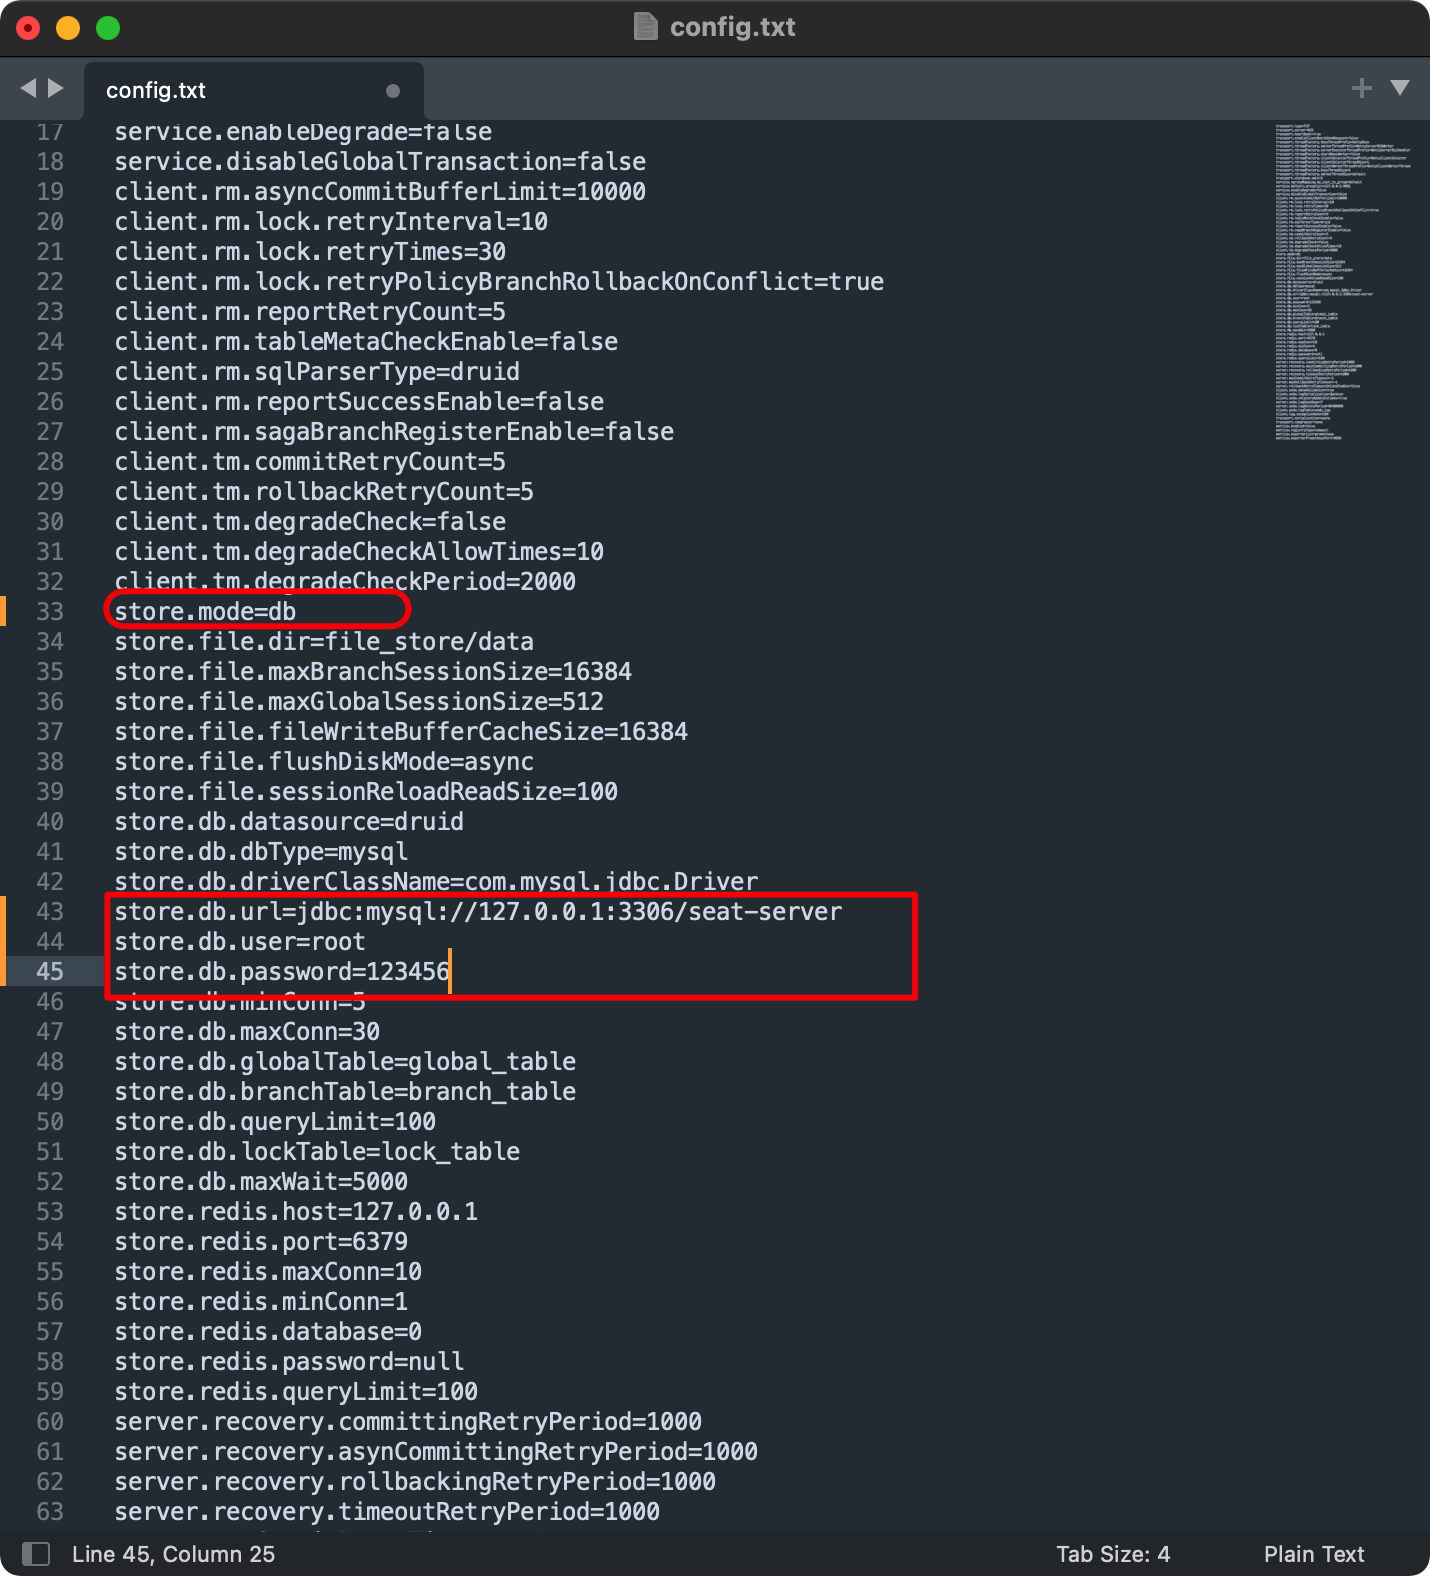 config.txt
config.txt
17 service.enableDegrade=false
18 service.disableGlobalTransaction=false
19 client.rm.asyncCommitBufferLimit=10000
20 client.rm.lock.retryInterval=10
21 client.rm.lock.retryTimes=30
22 client.rm.lock.retryPolicyBranchRollbackOnConflict=true
23 client.rm.reportRetryCount=5
24 client.rm.tableMetaCheckEnable=false
25 client.rm.sqlParserType=druid
26 client.rm.reportSuccessEnable=false
27 client.rm.sagaBranchRegisterEnable=false
28 client.tm.commitRetryCount=5
29 client.tm.rollbackRetryCount=5
30 client.tm.degradeCheck=false
31 client.tm.degradeCheckAllowTimes=10
32 client.tm.degradeCheckPeriod=2000
33 store.mode=db
34 store.file.dir=file_store/data
35 store.file.maxBranchSessionSize=16384
36 store.file.maxGlobalSessionSize=512
37 store.file.fileWriteBufferCacheSize=16384
38 store.file.flushDiskMode=async
39 store.file.sessionReloadReadSize=100
40 store.db.datasource=druid
41 store.db.dbType=mysql
42 store.db.driverClassName=com.mysql.jdbc.Driver
43 store.db.url=jdbc:mysql://127.0.0.1:3306/seat-server
44 store.db.user=root
45 store.db.password=123456
46 store.db.minConn=5
47 store.db.maxConn=30
48 store.db.globalTable=global_table
49 store.db.branchTable=branch_table
50 store.db.queryLimit=100
51 store.db.lockTable=lock_table
52 store.db.maxWait=5000
53 store.redis.host=127.0.0.1
54 store.redis.port=6379
55 store.redis.maxConn=10
56 store.redis.minConn=1
57 store.redis.database=0
58 store.redis.password=null
59 store.redis.queryLimit=100
60 server.recovery.committingRetryPeriod=1000
61 server.recovery.asynCommittingRetryPeriod=1000
62 server.recovery.rollbackingRetryPeriod=1000
63 server.recovery.timeoutRetryPeriod=1000
Line 45, Column 25
Tab Size: 4
Plain Text